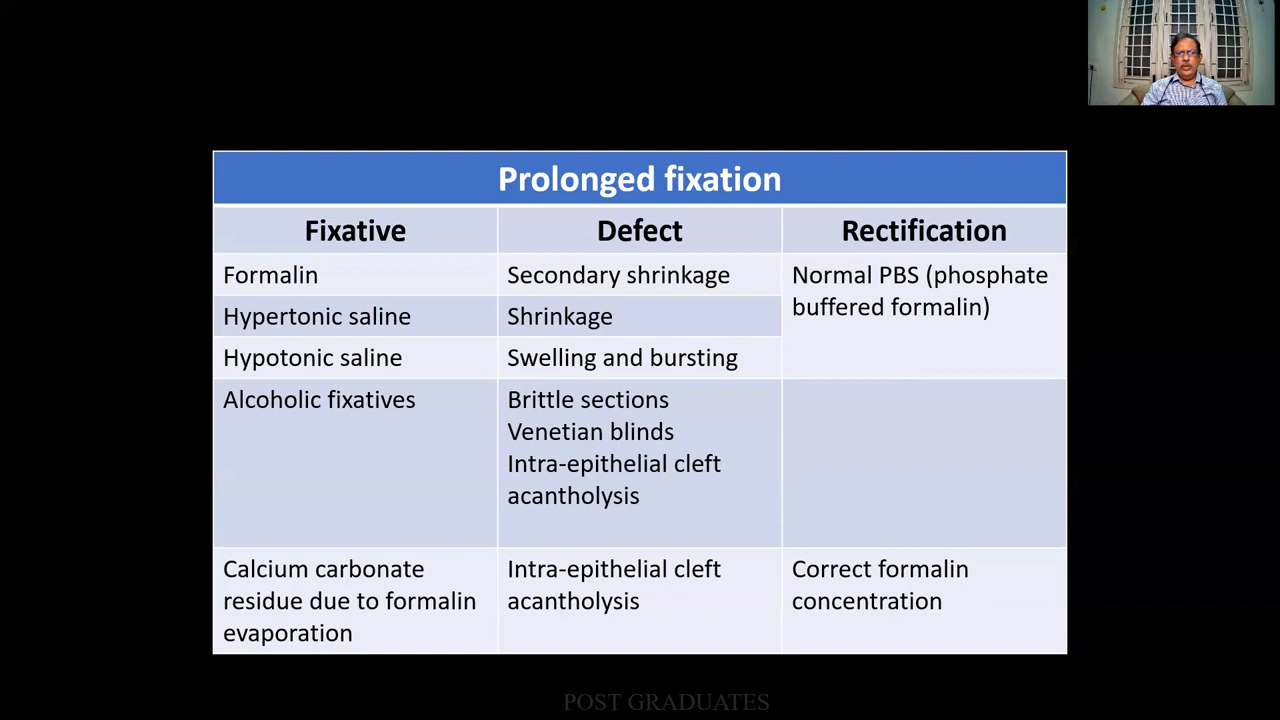 Prolonged fixation
Fixative Defect Rectification
Formalin Secondary shrinkage Normal PBS (phosphate
buffered formalin)
Hypertonic saline Shrinkage
Hypotonic saline Swelling and bursting
Alcoholic fixatives Brittle sections
Venetian blinds
Intra-epithelial cleft
acantholysis
Calcium carbonate Intra-epithelial cleft Correct formalin
residue due to formalin acantholysis concentration
evaporation
POST GRADUATES